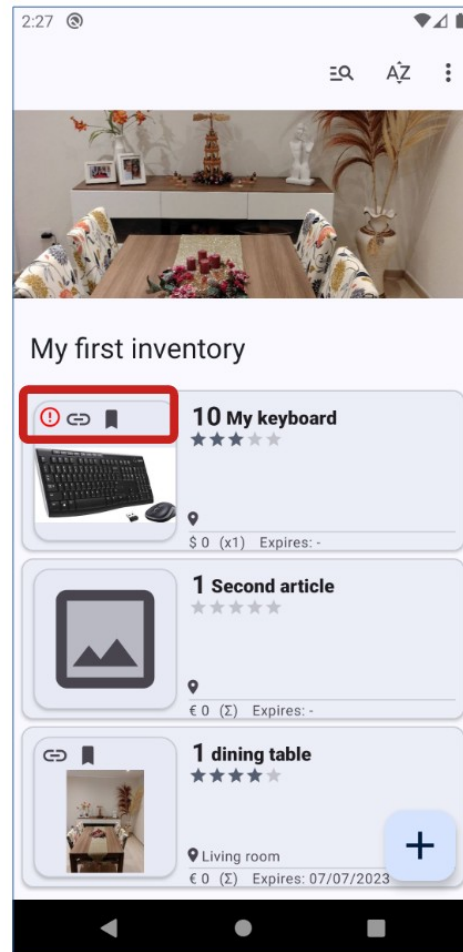 2:27
AZ
My first inventory
10 My keyboard
$ 0 (x1) Expires: -
1 Second article
€ 0 (Σ) Expires: -
1 dining table
Living room
€ 0 (Σ) Expires: 07/07/2023